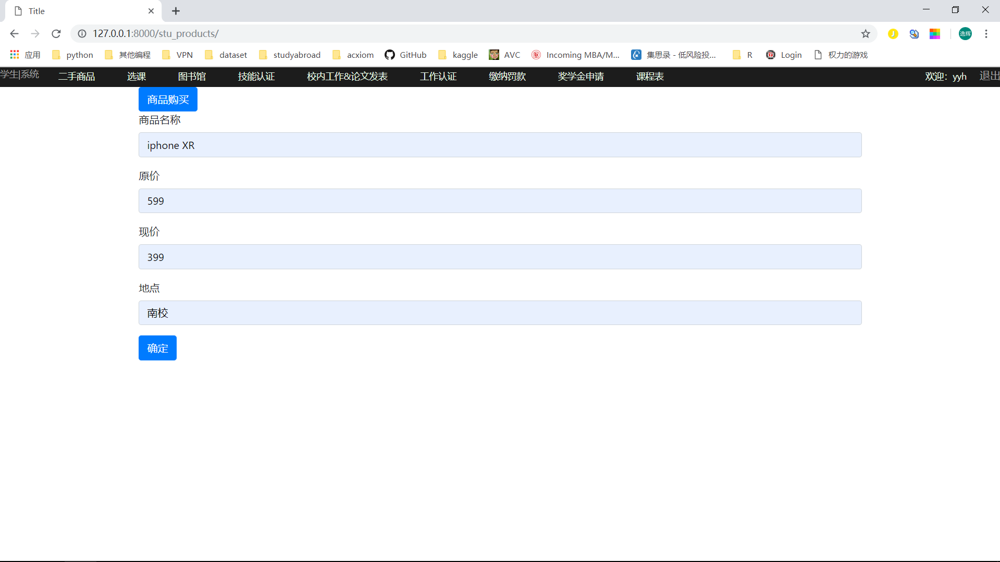 Title
127.0.0.1:8000/stu_products/
逸辉
应用 python 其他编程 VPN dataset studyabroad acxiom GitHub kaggle AVC Incoming MBA/M... 集思录 - 低风险投... R Login 权力的游戏
学生|系统 二手商品 选课 图书馆 技能认证 校内工作&论文发表 工作认证 缴纳罚款 奖学金申请 课程表 欢迎：yyh 退出
商品购买
商品名称
iphone XR
原价
599
现价
399
地点
南校
确定